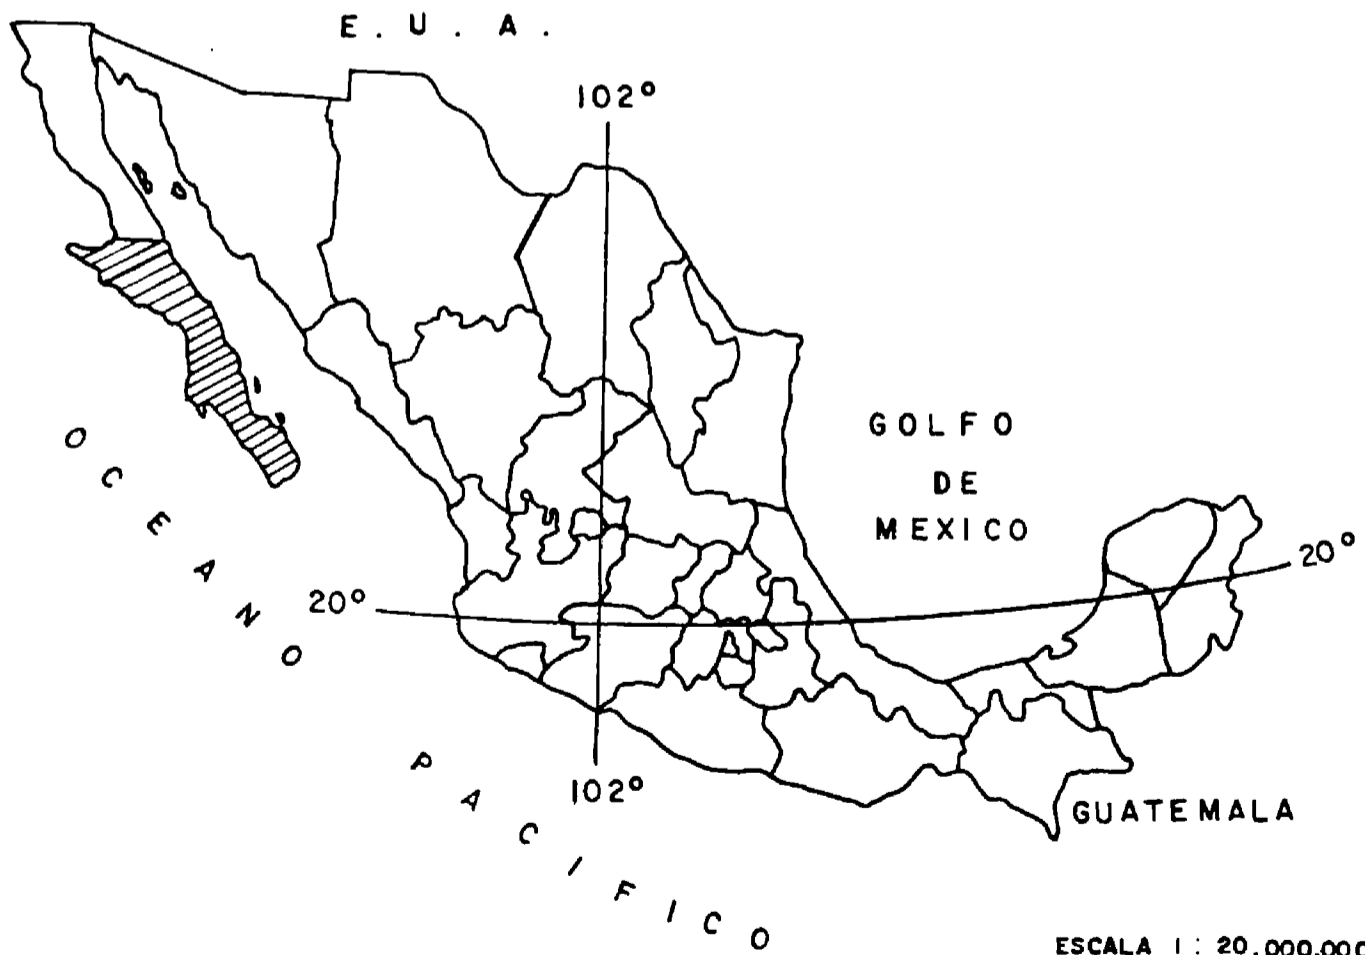 E. U. A.
102°
GOLFO
DE
MEXICO
20°
20°
OCEANO
PACIFICO
102°
GUATEMALA
ESCALA 1: 20,000,000